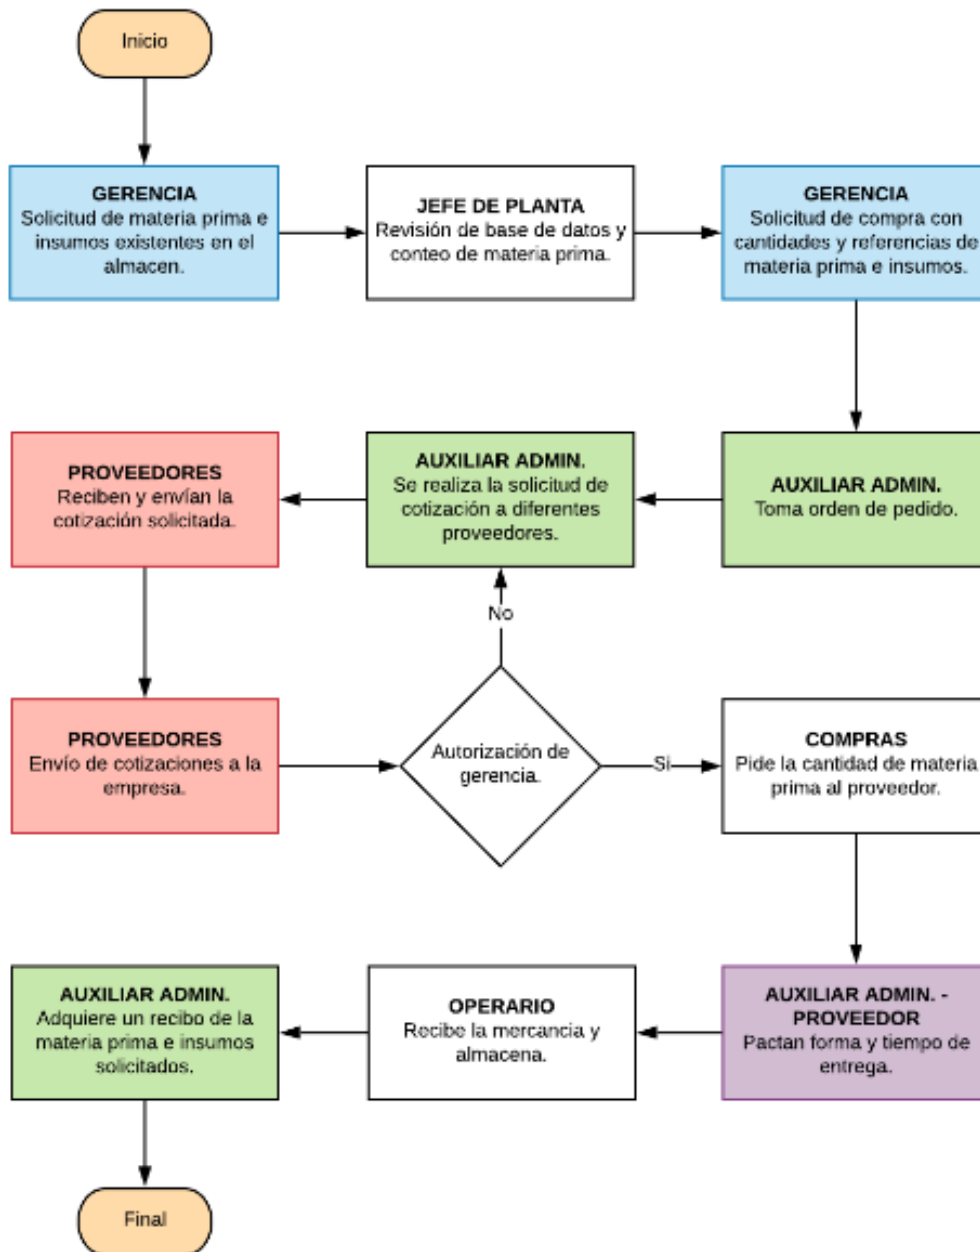 Inicio
GERENCIA
Solicitud de materia prima e
insumos existentes en el
almacen.
JEFE DE PLANTA
Revisión de base de datos y
conteo de materia prima.
GERENCIA
Solicitud de compra con
cantidades y referencias de
materia prima e insumos.
AUXILIAR ADMIN.
Toma orden de pedido.
AUXILIAR ADMIN.
Se realiza la solicitud de
cotización a diferentes
proveedores.
PROVEEDORES
Reciben y envían la
cotización solicitada.
PROVEEDORES
Envío de cotizaciones a la
empresa.
Autorización de
gerencia.
No
Si
COMPRAS
Pide la cantidad de materia
prima al proveedor.
AUXILIAR ADMIN. -
PROVEEDOR
Pactan forma y tiempo de
entrega.
OPERARIO
Recibe la mercancia y
almacena.
AUXILIAR ADMIN.
Adquiere un recibo de la
materia prima e insumos
solicitados.
Final